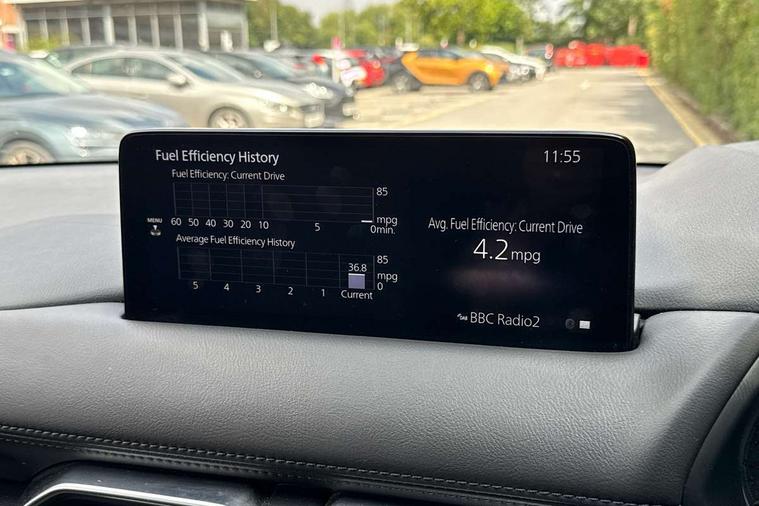 Fuel Efficiency History
11:55
Fuel Efficiency: Current Drive
85
mpg
60 50 40 30 20 10 5 0min.
MENU
Average Fuel Efficiency History
85
mpg
0
36.8
5 4 3 2 1 Current
Avg. Fuel Efficiency: Current Drive
4.2 mpg
BBC Radio2